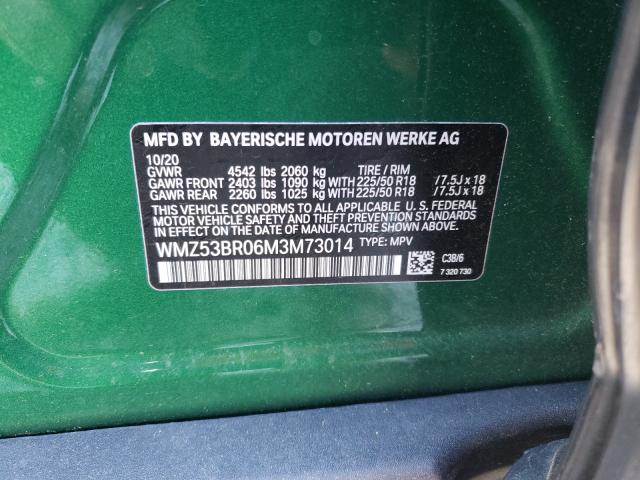 MFD BY BAYERISCHE MOTOREN WERKE AG
10/20
GVWR 4542 lbs 2060 kg TIRE / RIM
GAWR FRONT 2403 lbs 1090 kg WITH 225/50 R18 /7.5J x 18
GAWR REAR 2260 lbs 1025 kg WITH 225/50 R18 /7.5J x 18
THIS VEHICLE CONFORMS TO ALL APPLICABLE U. S. FEDERAL
MOTOR VEHICLE SAFETY AND THEFT PREVENTION STANDARDS
IN EFFECT ON THE DATE OF MANUFACTURE SHOWN ABOVE.
WMZ53BR06M3M73014 TYPE: MPV
C3B/6
7 320 730